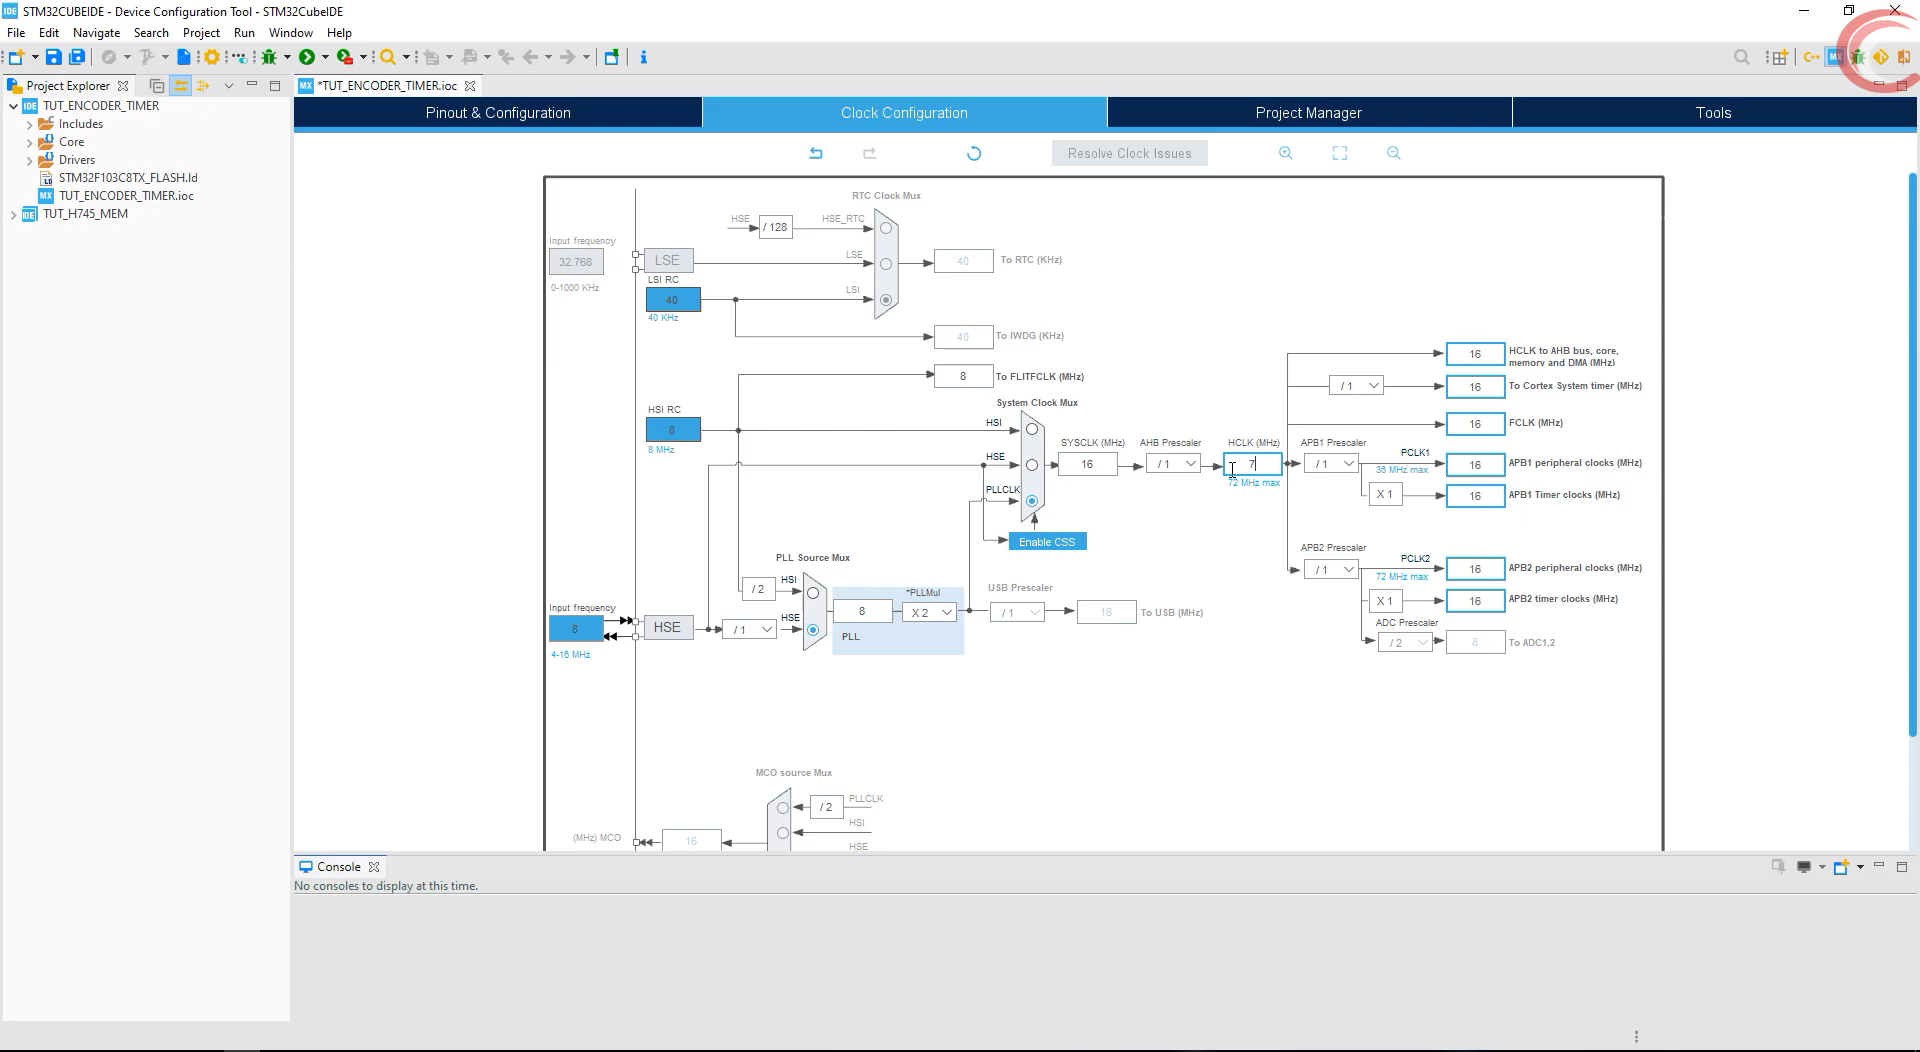 IDE STM32CUBEIDE - Device Configuration Tool - STM32CubeIDE
File Edit Navigate Search Project Run Window Help
Project Explorer
MX *TUT_ENCODER_TIMER.ioc
IDE TUT_ENCODER_TIMER
Includes
Core
Drivers
STM32F103C8TX_FLASH.ld
MX TUT_ENCODER_TIMER.ioc
IDE TUT_H745_MEM
Pinout & Configuration
Clock Configuration
Project Manager
Tools
Resolve Clock Issues
RTC Clock Mux
HSE / 128 HSE_RTC
Input frequency
32.768
0-1000 KHz
LSE
LSE
40 To RTC (KHz)
LSI RC
40
40 KHz
LSI
40 To IWDG (KHz)
8 To FLITFCLK (MHz)
HSI RC
8
8 MHz
System Clock Mux
HSI
HSE
PLLCLK
Enable CSS
SYSCLK (MHz)
16
AHB Prescaler
/ 1
HCLK (MHz)
7
72 MHz max
16 HCLK to AHB bus, core,
memory and DMA (MHz)
/ 1 16 To Cortex System timer (MHz)
16 FCLK (MHz)
APB1 Prescaler
/ 1
PCLK1
36 MHz max
16 APB1 peripheral clocks (MHz)
X 1 16 APB1 Timer clocks (MHz)
APB2 Prescaler
/ 1
PCLK2
72 MHz max
16 APB2 peripheral clocks (MHz)
X 1 16 APB2 timer clocks (MHz)
ADC Prescaler
/ 2 8 To ADC1,2
PLL Source Mux
/ 2 HSI
Input frequency
8
4-16 MHz
HSE
/ 1
HSE
8
*PLLMul
X 2
PLL
USB Prescaler
/ 1 16 To USB (MHz)
MCO source Mux
/ 2 PLLCLK
HSI
HSE
(MHz) MCO 16
Console
No consoles to display at this time.